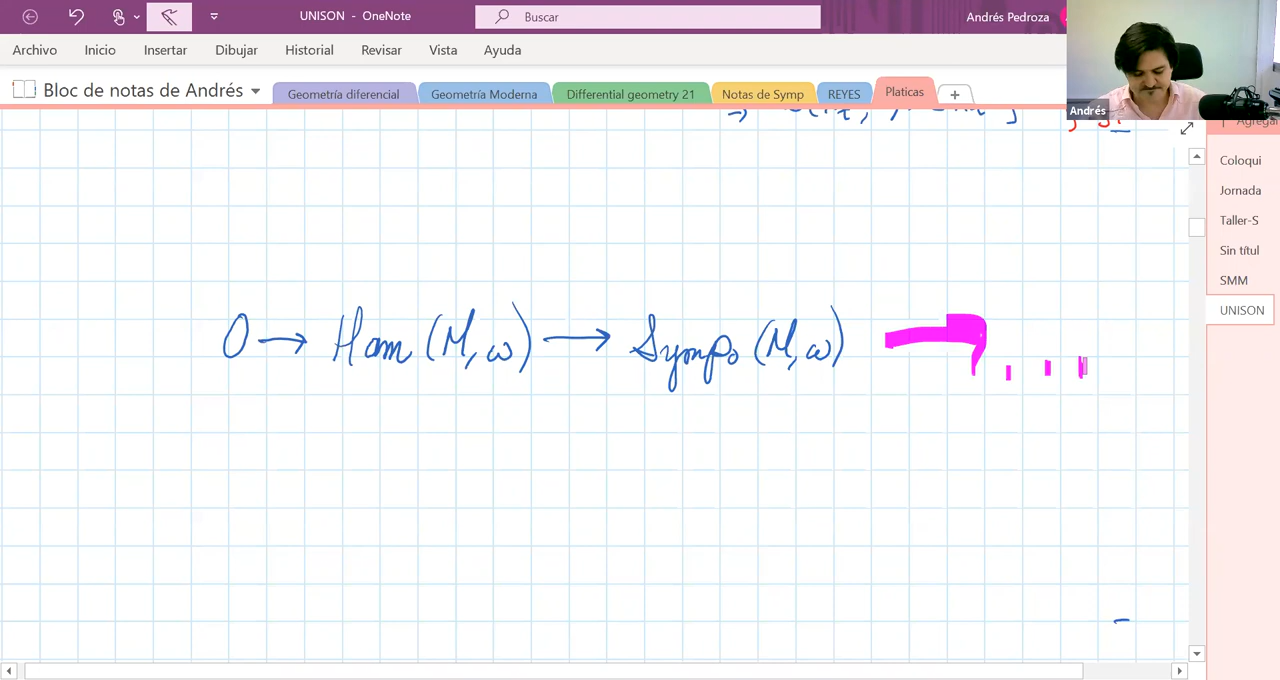 UNISON - OneNote
Buscar
Andrés Pedroza
Archivo Inicio Insertar Dibujar Historial Revisar Vista Ayuda
Bloc de notas de Andrés
Geometría diferencial Geometría Moderna Differential geometry 21 Notas de Symp REYES Platicas
Andrés
Agregar
Coloqui
Jornada
Taller-S
Sin títul
SMM
UNISON
0 → Ham (M, ω) → Symp₀ (M, ω)